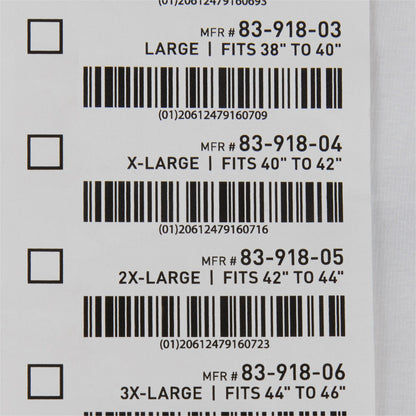 (01)20612479160693
MFR # 83-918-03
LARGE | FITS 38" TO 40"
(01)20612479160709
MFR # 83-918-04
X-LARGE | FITS 40" TO 42"
(01)20612479160716
MFR # 83-918-05
2X-LARGE | FITS 42" TO 44"
(01)20612479160723
MFR # 83-918-06
3X-LARGE | FITS 44" TO 46"